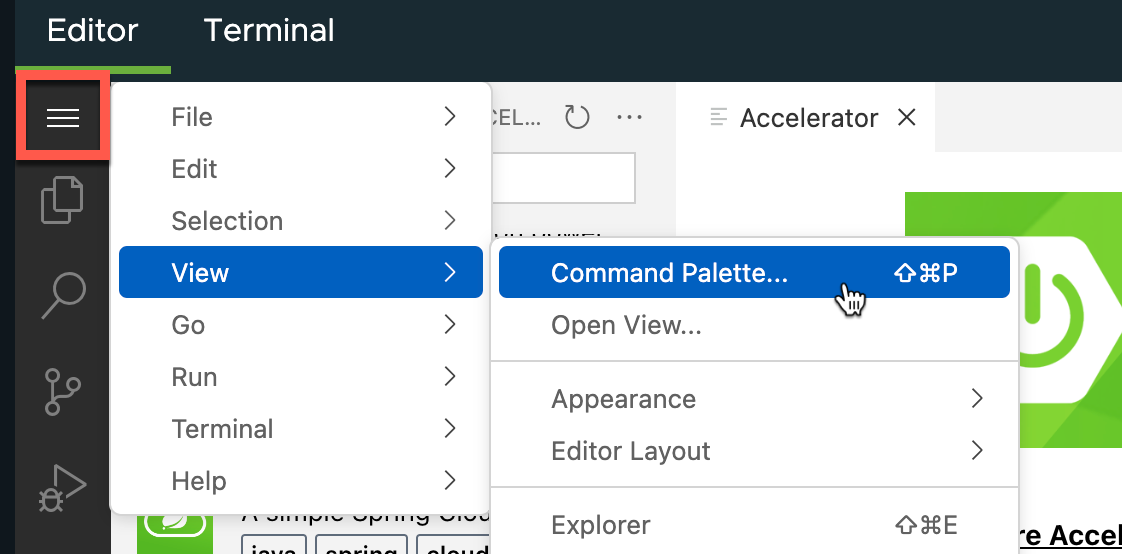 Editor Terminal
File
CEL...
Accelerator
Edit
Selection
View
Command Palette... ⇧⌘P
Go
Open View...
Run
Appearance
Terminal
Editor Layout
Help
Explorer ⇧⌘E
A simple Spring Clou
re Accel
java spring cloud